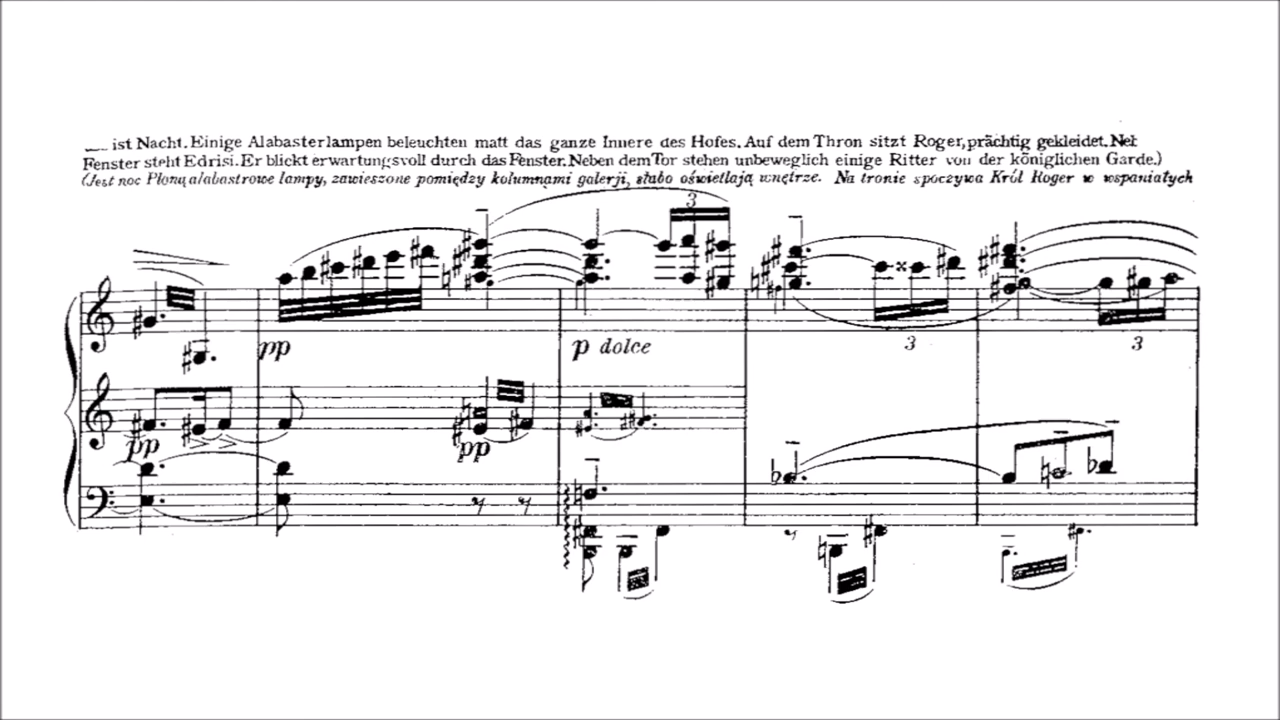 ist Nacht. Einige Alabasterlampen beleuchten matt das ganze Innere des Hofes. Auf dem Thron sitzt Roger, prächtig gekleidet. Neb
Fenster steht Edrisi. Er blickt erwartungsvoll durch das Fenster. Neben dem Tor stehen unbeweglich einige Ritter von der königlichen Garde.)
(Jest noc Płoną alabastrowe lampy, zawieszone pomiędzy kolumnami galerji, słabo oświetlają wnętrze. Na tronie spoczywa Król Roger w wspaniałych
3
pp
p dolce
3
3
pp
pp